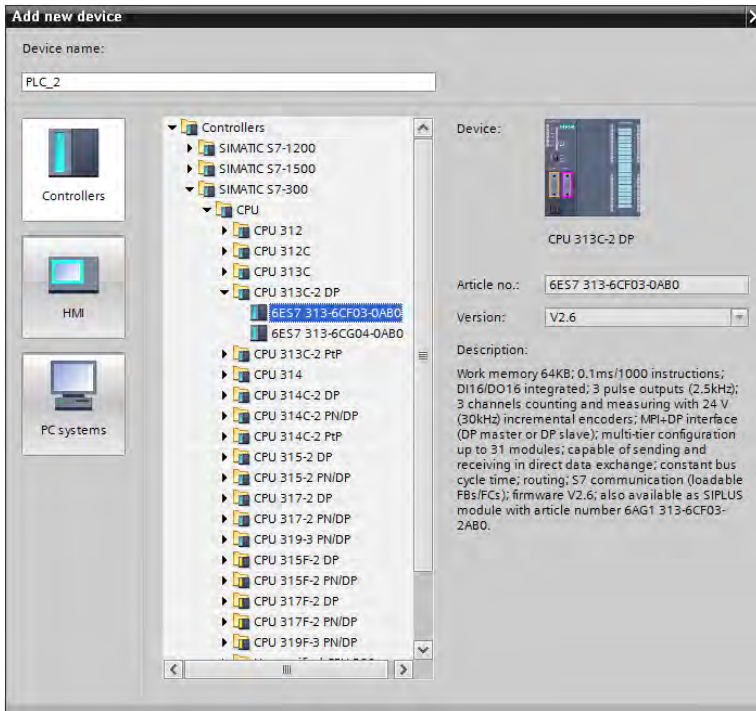 Add new device
Device name:
PLC_2
Controllers
HMI
PC systems
Controllers
SIMATIC S7-1200
SIMATIC S7-1500
SIMATIC S7-300
CPU
CPU 312
CPU 312C
CPU 313C
CPU 313C-2 DP
6ES7 313-6CF03-0AB0
6ES7 313-6CG04-0AB0
CPU 313C-2 PtP
CPU 314
CPU 314C-2 DP
CPU 314C-2 PN/DP
CPU 314C-2 PtP
CPU 315-2 DP
CPU 315-2 PN/DP
CPU 317-2 DP
CPU 317-2 PN/DP
CPU 319-3 PN/DP
CPU 315F-2 DP
CPU 315F-2 PN/DP
CPU 317F-2 DP
CPU 317F-2 PN/DP
CPU 319F-3 PN/DP
Device:
CPU 313C-2 DP
Article no.:
6ES7 313-6CF03-0AB0
Version:
V2.6
Description:
Work memory 64KB; 0.1ms/1000 instructions;
DI16/DO16 integrated; 3 pulse outputs (2.5kHz);
3 channels counting and measuring with 24 V
(30kHz) incremental encoders; MPI+DP interface
(DP master or DP slave); multi-tier configuration
up to 31 modules; capable of sending and
receiving in direct data exchange; constant bus
cycle time; routing; S7 communication (loadable
FBs/FCs); firmware V2.6; also available as SIPLUS
module with article number 6AG1 313-6CF03-
2AB0.